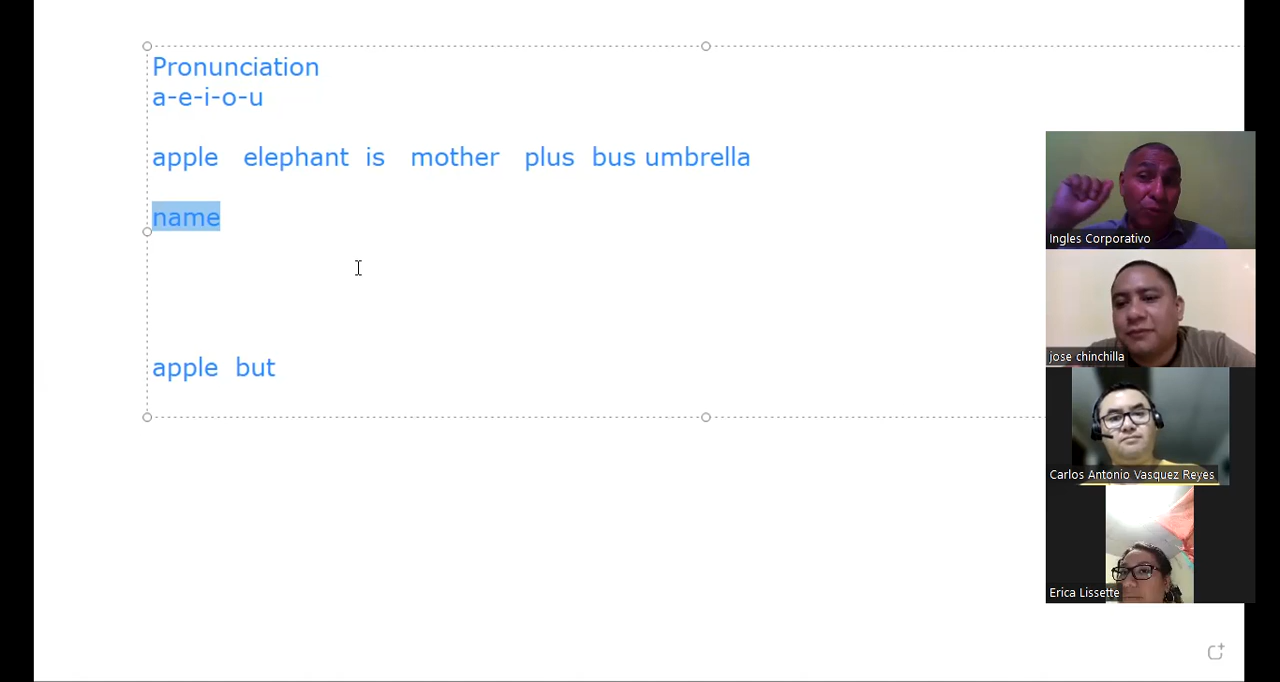 Pronunciation
a-e-i-o-u
apple elephant is mother plus bus umbrella
name
apple but
Ingles Corporativo
jose chinchilla
Carlos Antonio Vasquez Reyes
Erica Lissette